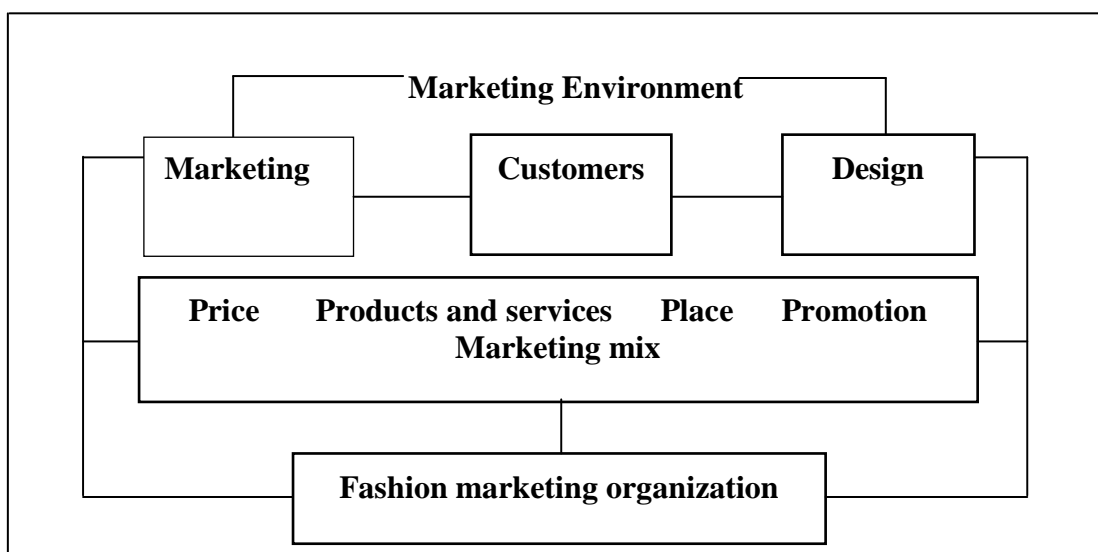 Marketing Environment
Marketing Customers Design
Price Products and services Place Promotion
Marketing mix
Fashion marketing organization